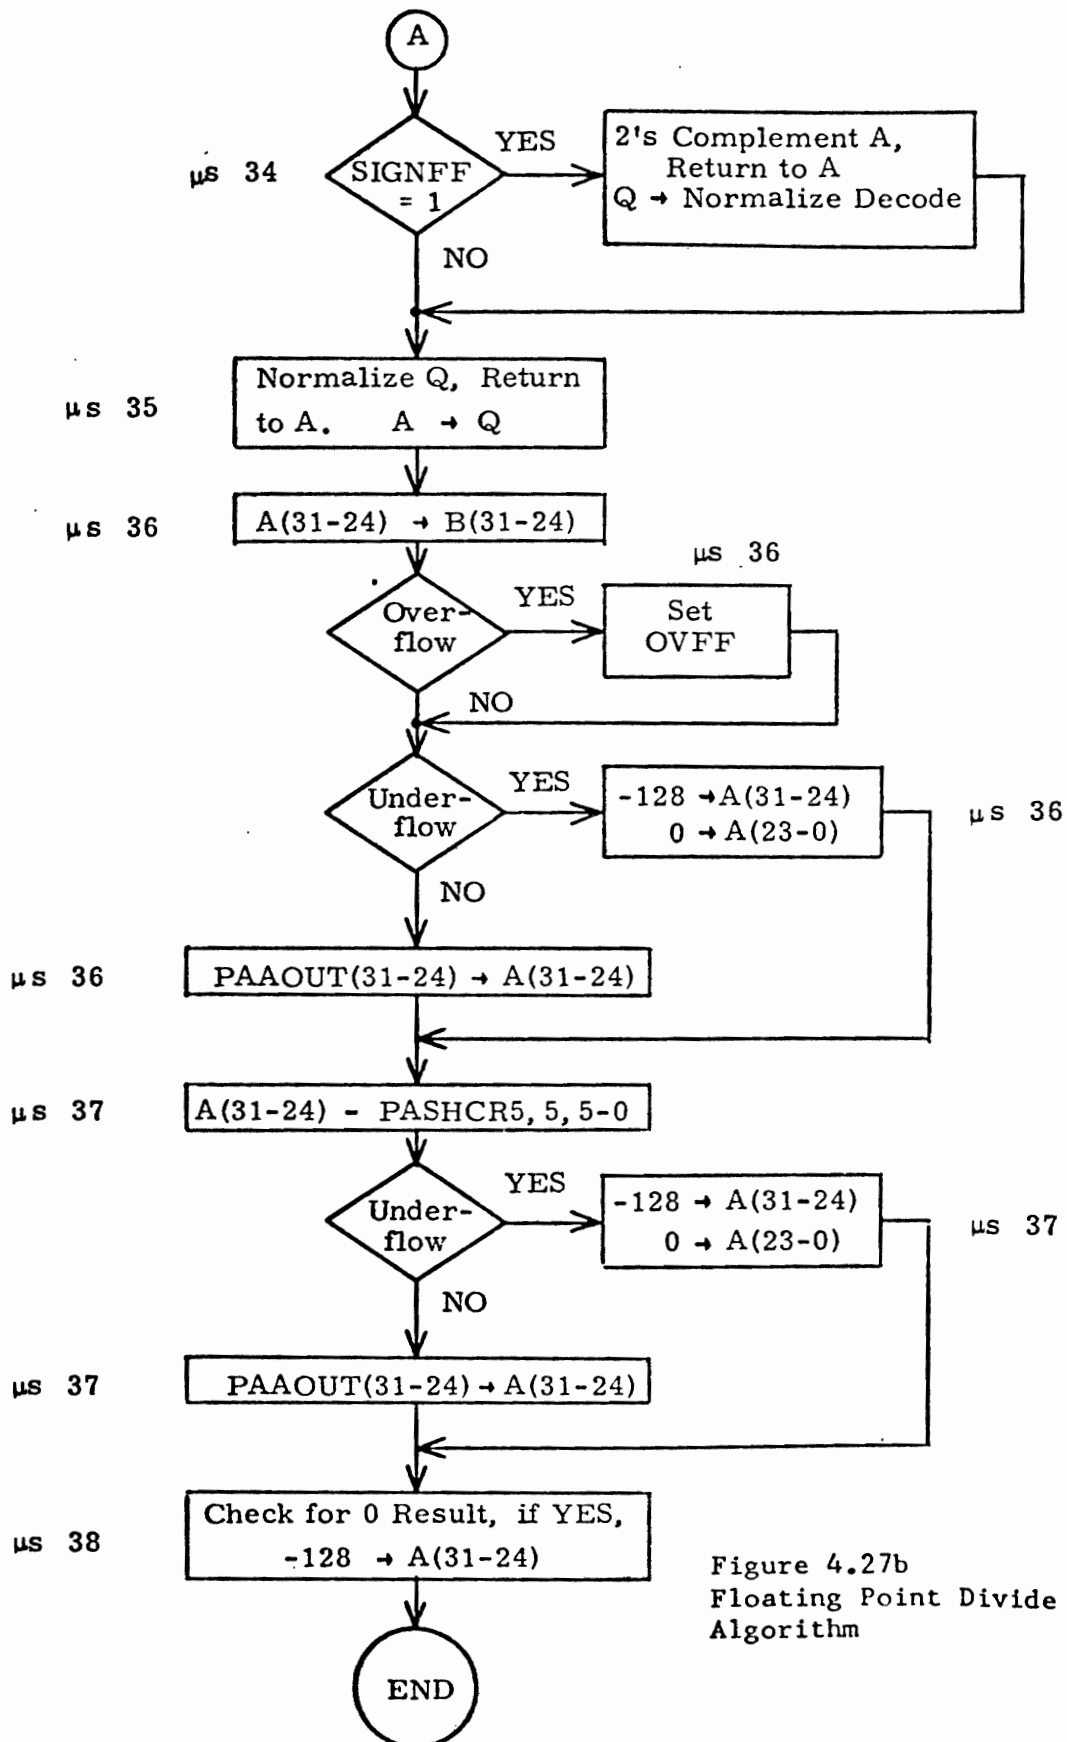 A
µs 34
SIGNFF
= 1
YES
2's Complement A,
Return to A
Q → Normalize Decode
NO
µs 35
Normalize Q, Return
to A. A → Q
µs 36
A(31-24) → B(31-24)
µs 36
Over-
flow
YES
Set
OVFF
NO
Under-
flow
YES
-128 → A(31-24)
0 → A(23-0)
µs 36
NO
µs 36
PAAOUT(31-24) → A(31-24)
µs 37
A(31-24) - PASHCR5, 5, 5-0
Under-
flow
YES
-128 → A(31-24)
0 → A(23-0)
µs 37
NO
µs 37
PAAOUT(31-24) → A(31-24)
µs 38
Check for 0 Result, if YES,
-128 → A(31-24)
Figure 4.27b
Floating Point Divide
Algorithm
END